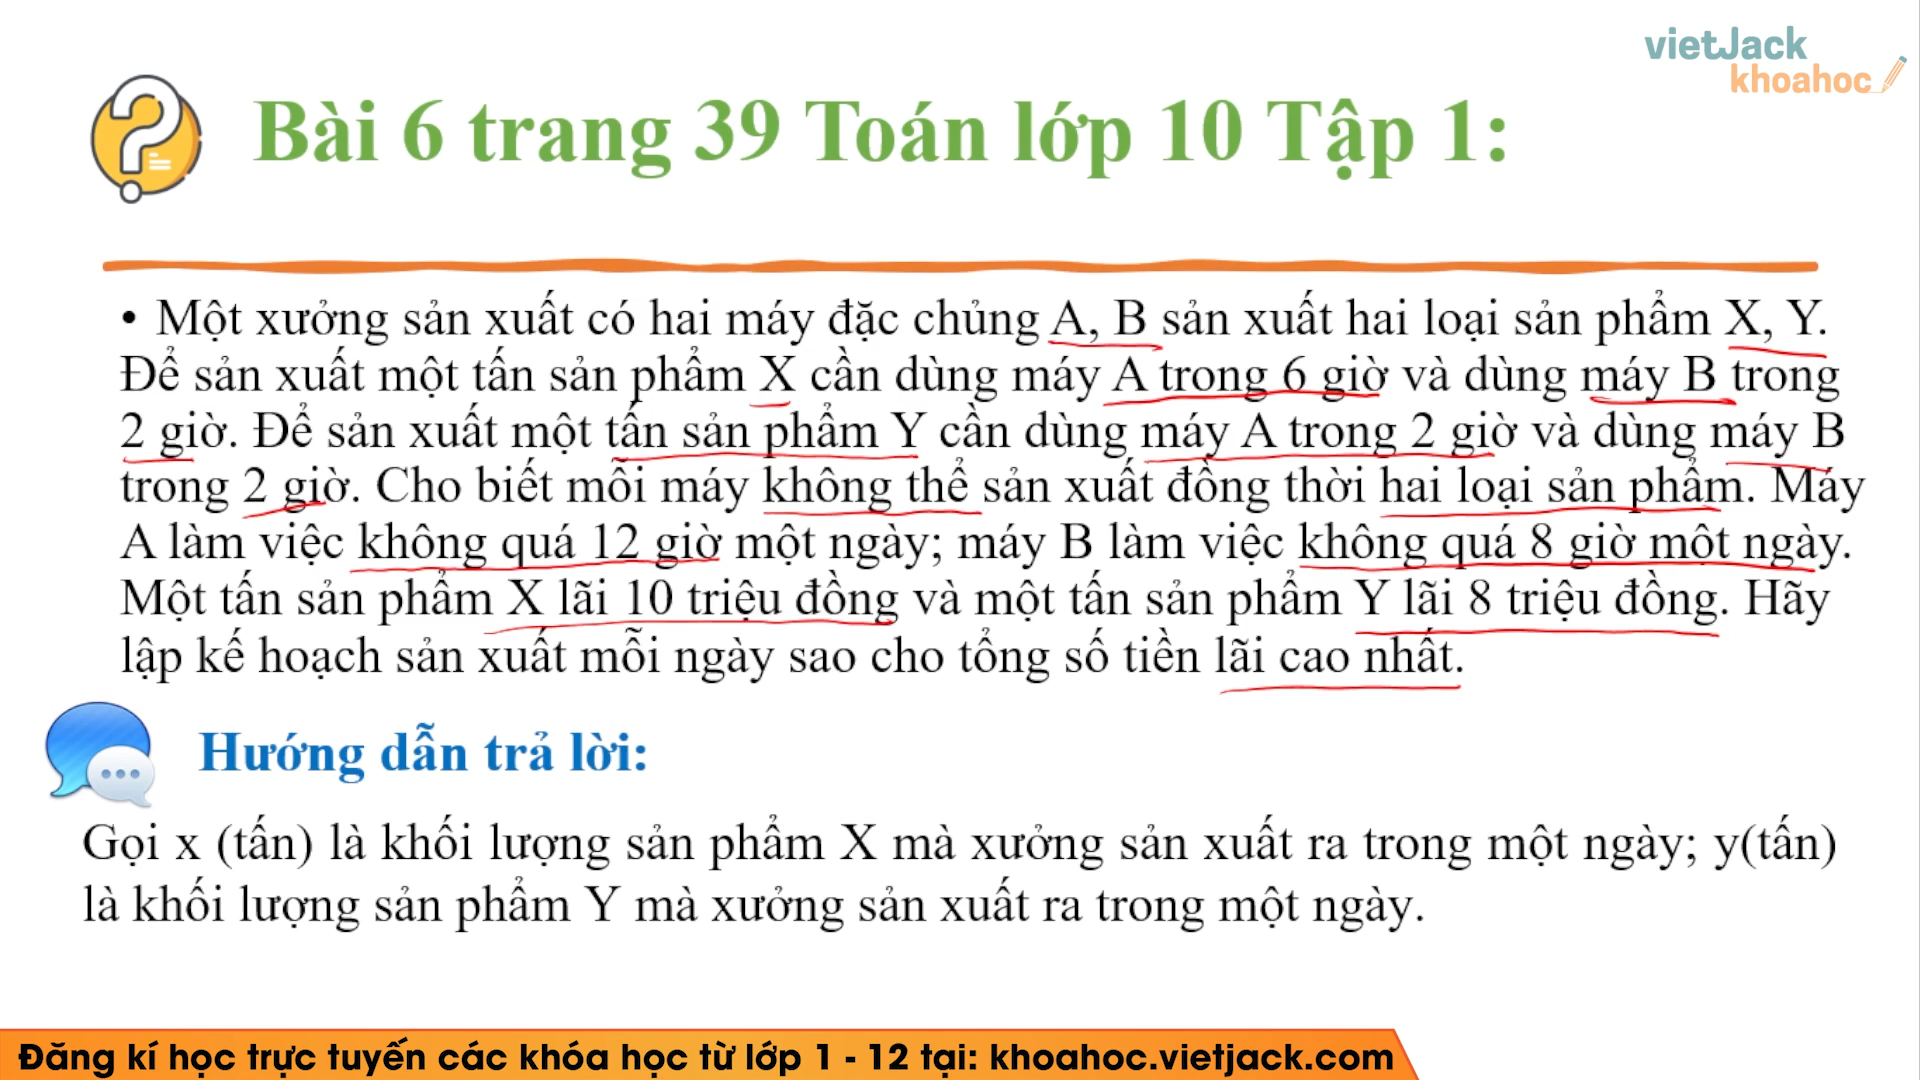 vietJack
khoahoc
Bài 6 trang 39 Toán lớp 10 Tập 1:
• Một xưởng sản xuất có hai máy đặc chủng A, B sản xuất hai loại sản phẩm X, Y.
Để sản xuất một tấn sản phẩm X cần dùng máy A trong 6 giờ và dùng máy B trong
2 giờ. Để sản xuất một tấn sản phẩm Y cần dùng máy A trong 2 giờ và dùng máy B
trong 2 giờ. Cho biết mỗi máy không thể sản xuất đồng thời hai loại sản phẩm. Máy
A làm việc không quá 12 giờ một ngày; máy B làm việc không quá 8 giờ một ngày.
Một tấn sản phẩm X lãi 10 triệu đồng và một tấn sản phẩm Y lãi 8 triệu đồng. Hãy
lập kế hoạch sản xuất mỗi ngày sao cho tổng số tiền lãi cao nhất.
Hướng dẫn trả lời:
Gọi x (tấn) là khối lượng sản phẩm X mà xưởng sản xuất ra trong một ngày; y(tấn)
là khối lượng sản phẩm Y mà xưởng sản xuất ra trong một ngày.
Đăng kí học trực tuyến các khóa học từ lớp 1 - 12 tại: khoahoc.vietjack.com